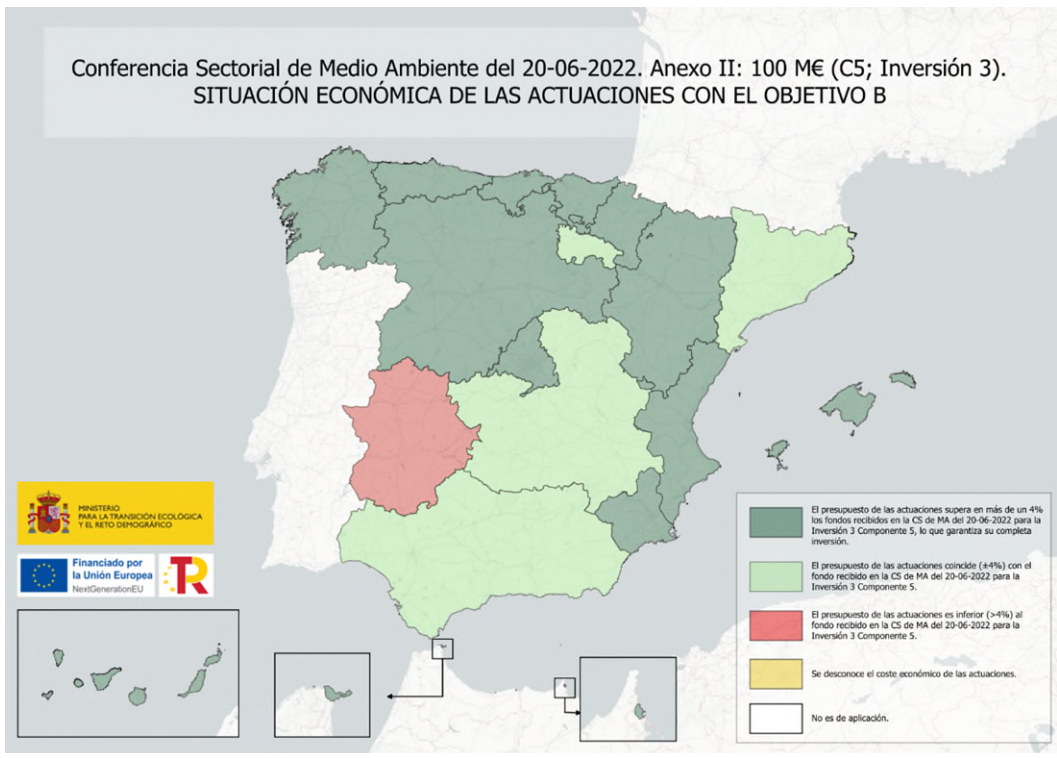 Conferencia Sectorial de Medio Ambiente del 20-06-2022. Anexo II: 100 M€ (C5; Inversión 3).
SITUACIÓN ECONÓMICA DE LAS ACTUACIONES CON EL OBJETIVO B
MINISTERIO
PARA LA TRANSICIÓN ECOLÓGICA
Y EL RETO DEMOGRÁFICO
Financiado por
la Unión Europea
NextGenerationEU
TR
El presupuesto de las actuaciones supera en más de un 4%
los fondos recibidos en la CS de MA del 20-06-2022 para la
Inversión 3 Componente 5, lo que garantiza su completa
inversión.
El presupuesto de las actuaciones coincide (±4%) con el
fondo recibido en la CS de MA del 20-06-2022 para la
Inversión 3 Componente 5.
El presupuesto de las actuaciones es inferior (>4%) al
fondo recibido en la CS de MA del 20-06-2022 para la
Inversión 3 Componente 5.
Se desconoce el coste económico de las actuaciones.
No es de aplicación.